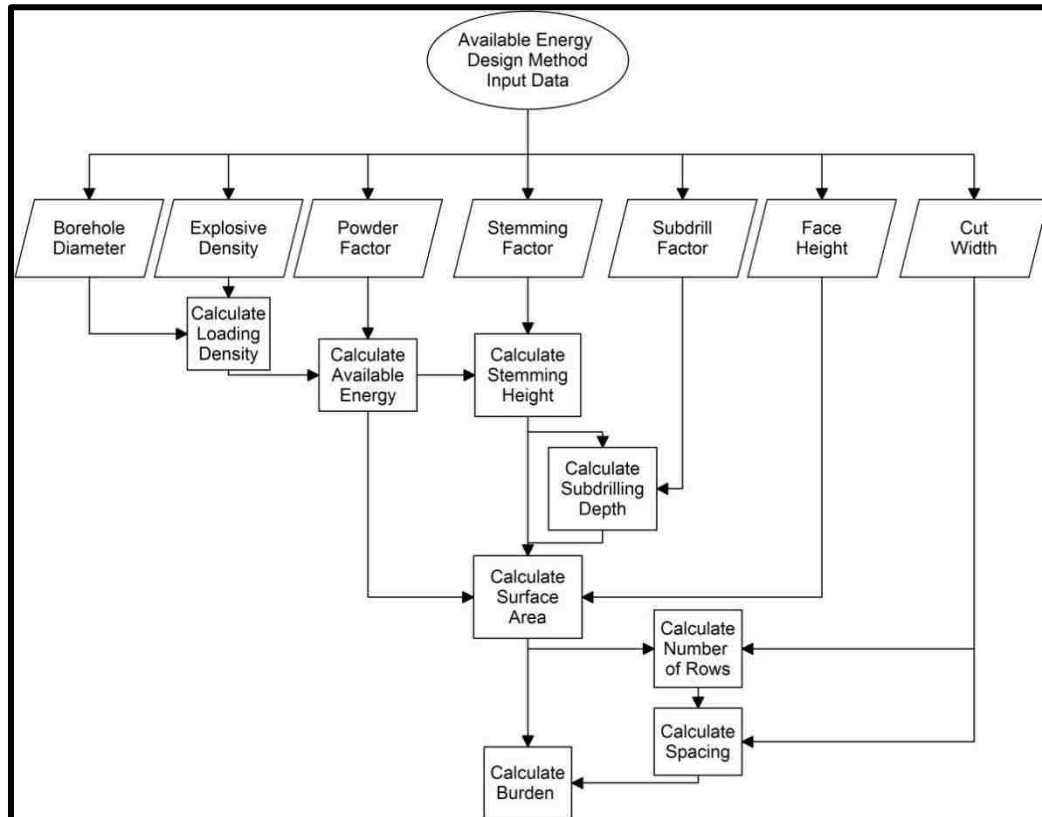 Available Energy
Design Method
Input Data
Borehole
Diameter
Explosive
Density
Powder
Factor
Stemming
Factor
Subdrill
Factor
Face
Height
Cut
Width
Calculate
Loading
Density
Calculate
Available
Energy
Calculate
Stemming
Height
Calculate
Subdrilling
Depth
Calculate
Surface
Area
Calculate
Number
of Rows
Calculate
Spacing
Calculate
Burden